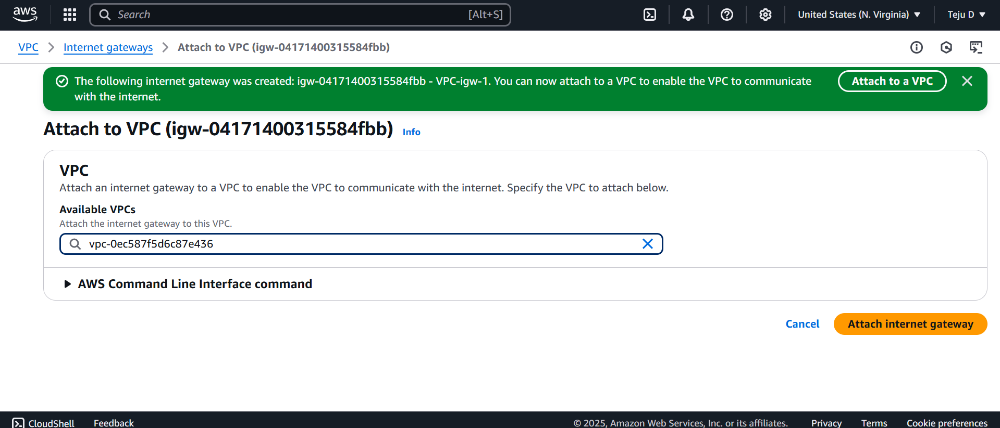 aws
Search
[Alt+S]
United States (N. Virginia)
Teju D
VPC
Internet gateways
Attach to VPC (igw-04171400315584fbb)
The following internet gateway was created: igw-04171400315584fbb - VPC-igw-1. You can now attach to a VPC to enable the VPC to communicate
with the internet.
Attach to a VPC
Attach to VPC (igw-04171400315584fbb)
Info
VPC
Attach an internet gateway to a VPC to enable the VPC to communicate with the internet. Specify the VPC to attach below.
Available VPCs
Attach the internet gateway to this VPC.
vpc-0ec587f5d6c87e436
AWS Command Line Interface command
Cancel
Attach internet gateway
CloudShell
Feedback
© 2025, Amazon Web Services, Inc. or its affiliates.
Privacy
Terms
Cookie preferences